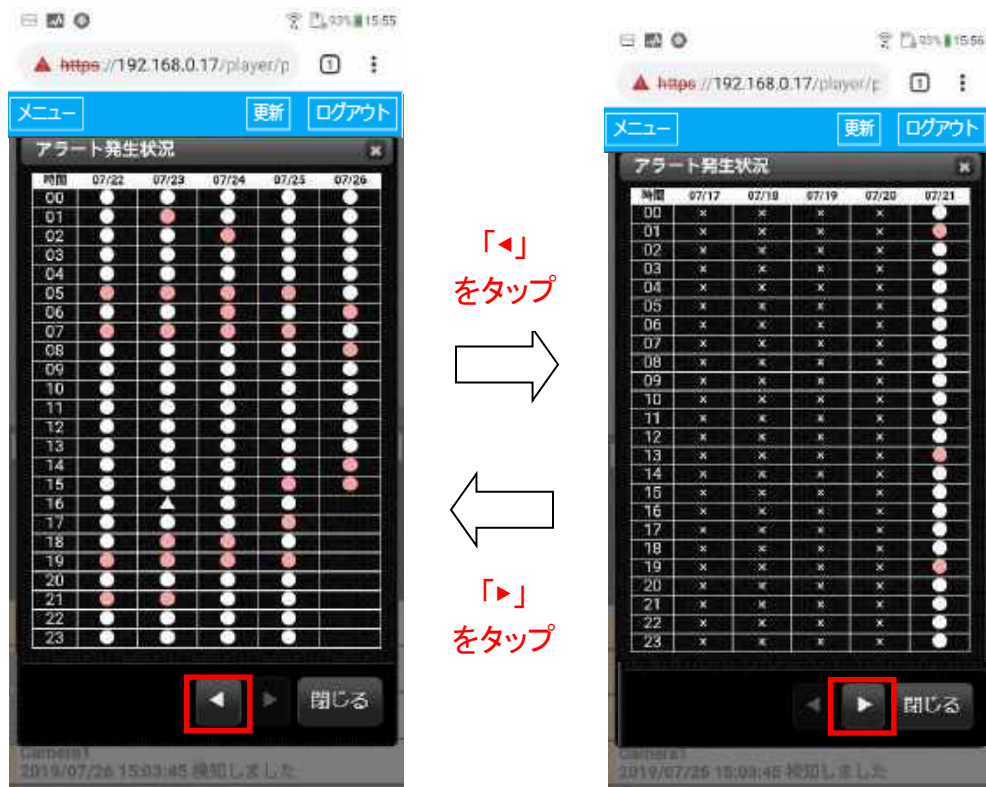 93% 15:55
https://192.168.0.17/player/p 1
メニュー 更新 ログアウト
アラート発生状況 ×
時間 07/22 07/23 07/24 07/25 07/26
00 ● ● ● ● ●
01 ● ● ● ● ●
02 ● ● ● ● ●
03 ● ● ● ● ●
04 ● ● ● ● ●
05 ● ● ● ● ●
06 ● ● ● ● ●
07 ● ● ● ● ●
08 ● ● ● ● ●
09 ● ● ● ● ●
10 ● ● ● ● ●
11 ● ● ● ● ●
12 ● ● ● ● ●
13 ● ● ● ● ●
14 ● ● ● ● ●
15 ● ● ● ● ●
16 ● ▲ ● ●
17 ● ● ● ●
18 ● ● ● ●
19 ● ● ● ●
20 ● ● ● ●
21 ● ● ● ●
22 ● ● ● ●
23 ● ● ● ●
◀ ▶ 閉じる
Camera1
2019/07/26 15:03:45 検知しました
「◀」
をタップ
「▶」
をタップ
93% 15:56
https://192.168.0.17/player/p 1
メニュー 更新 ログアウト
アラート発生状況 ×
時間 07/17 07/18 07/19 07/20 07/21
00 × × × × ●
01 × × × × ●
02 × × × × ●
03 × × × × ●
04 × × × × ●
05 × × × × ●
06 × × × × ●
07 × × × × ●
08 × × × × ●
09 × × × × ●
10 × × × × ●
11 × × × × ●
12 × × × × ●
13 × × × × ●
14 × × × × ●
15 × × × × ●
16 × × × × ●
17 × × × × ●
18 × × × × ●
19 × × × × ●
20 × × × × ●
21 × × × × ●
22 × × × × ●
23 × × × × ●
◀ ▶ 閉じる
Camera1
2019/07/26 15:03:45 検知しました